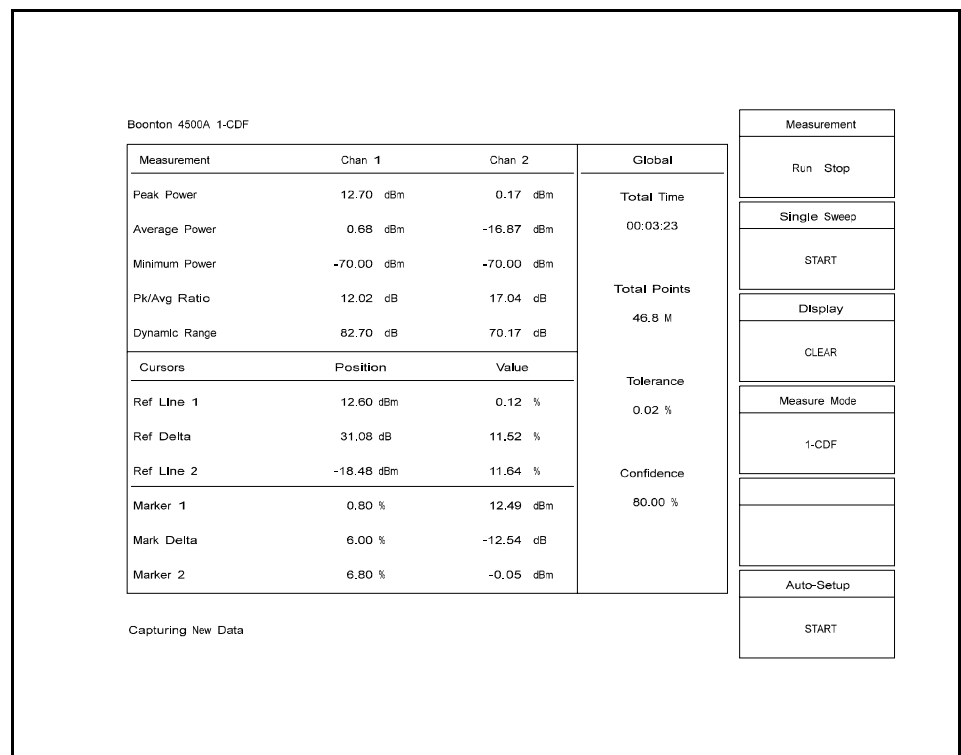 Boonton 4500A 1-CDF
Measurement Chan 1 Chan 2
Peak Power 12.70 dBm 0.17 dBm
Average Power 0.68 dBm -16.87 dBm
Minimum Power -70.00 dBm -70.00 dBm
Pk/Avg Ratio 12.02 dB 17.04 dB
Dynamic Range 82.70 dB 70.17 dB
Cursors Position Value
Ref Line 1 12.60 dBm 0.12 %
Ref Delta 31.08 dB 11.52 %
Ref Line 2 -18.48 dBm 11.64 %
Marker 1 0.80 % 12.49 dBm
Mark Delta 6.00 % -12.54 dB
Marker 2 6.80 % -0.05 dBm
Global
Total Time
00:03:23
Total Points
46.8 M
Tolerance
0.02 %
Confidence
80.00 %
Measurement
Run Stop
Single Sweep
START
Display
CLEAR
Measure Mode
1-CDF
Auto-Setup
START
Capturing New Data